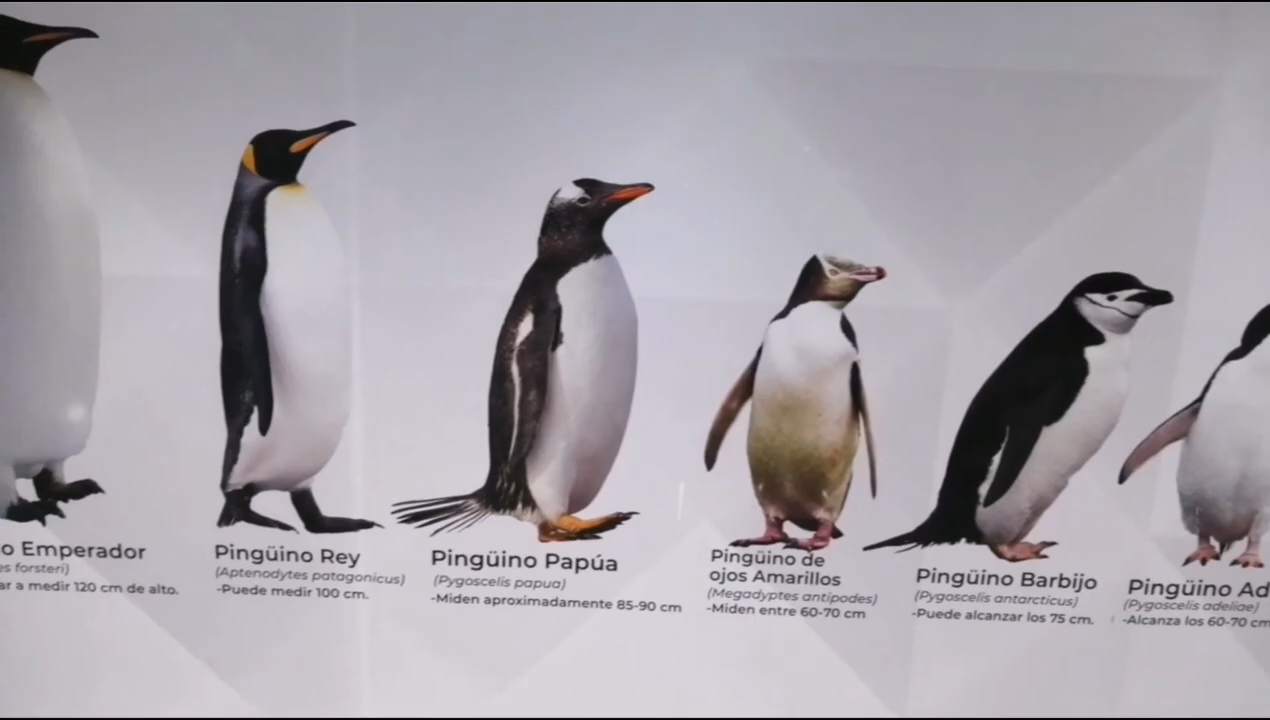 o Emperador
es forsteri)
ar a medir 120 cm de alto.
Pingüino Rey
(Aptenodytes patagonicus)
-Puede medir 100 cm.
Pingüino Papúa
(Pygoscelis papua)
-Miden aproximadamente 85-90 cm
Pingüino de
ojos Amarillos
(Megadyptes antipodes)
-Miden entre 60-70 cm
Pingüino Barbijo
(Pygoscelis antarcticus)
-Puede alcanzar los 75 cm.
Pingüino Ad
(Pygoscelis adeliae)
-Alcanza los 60-70 cm